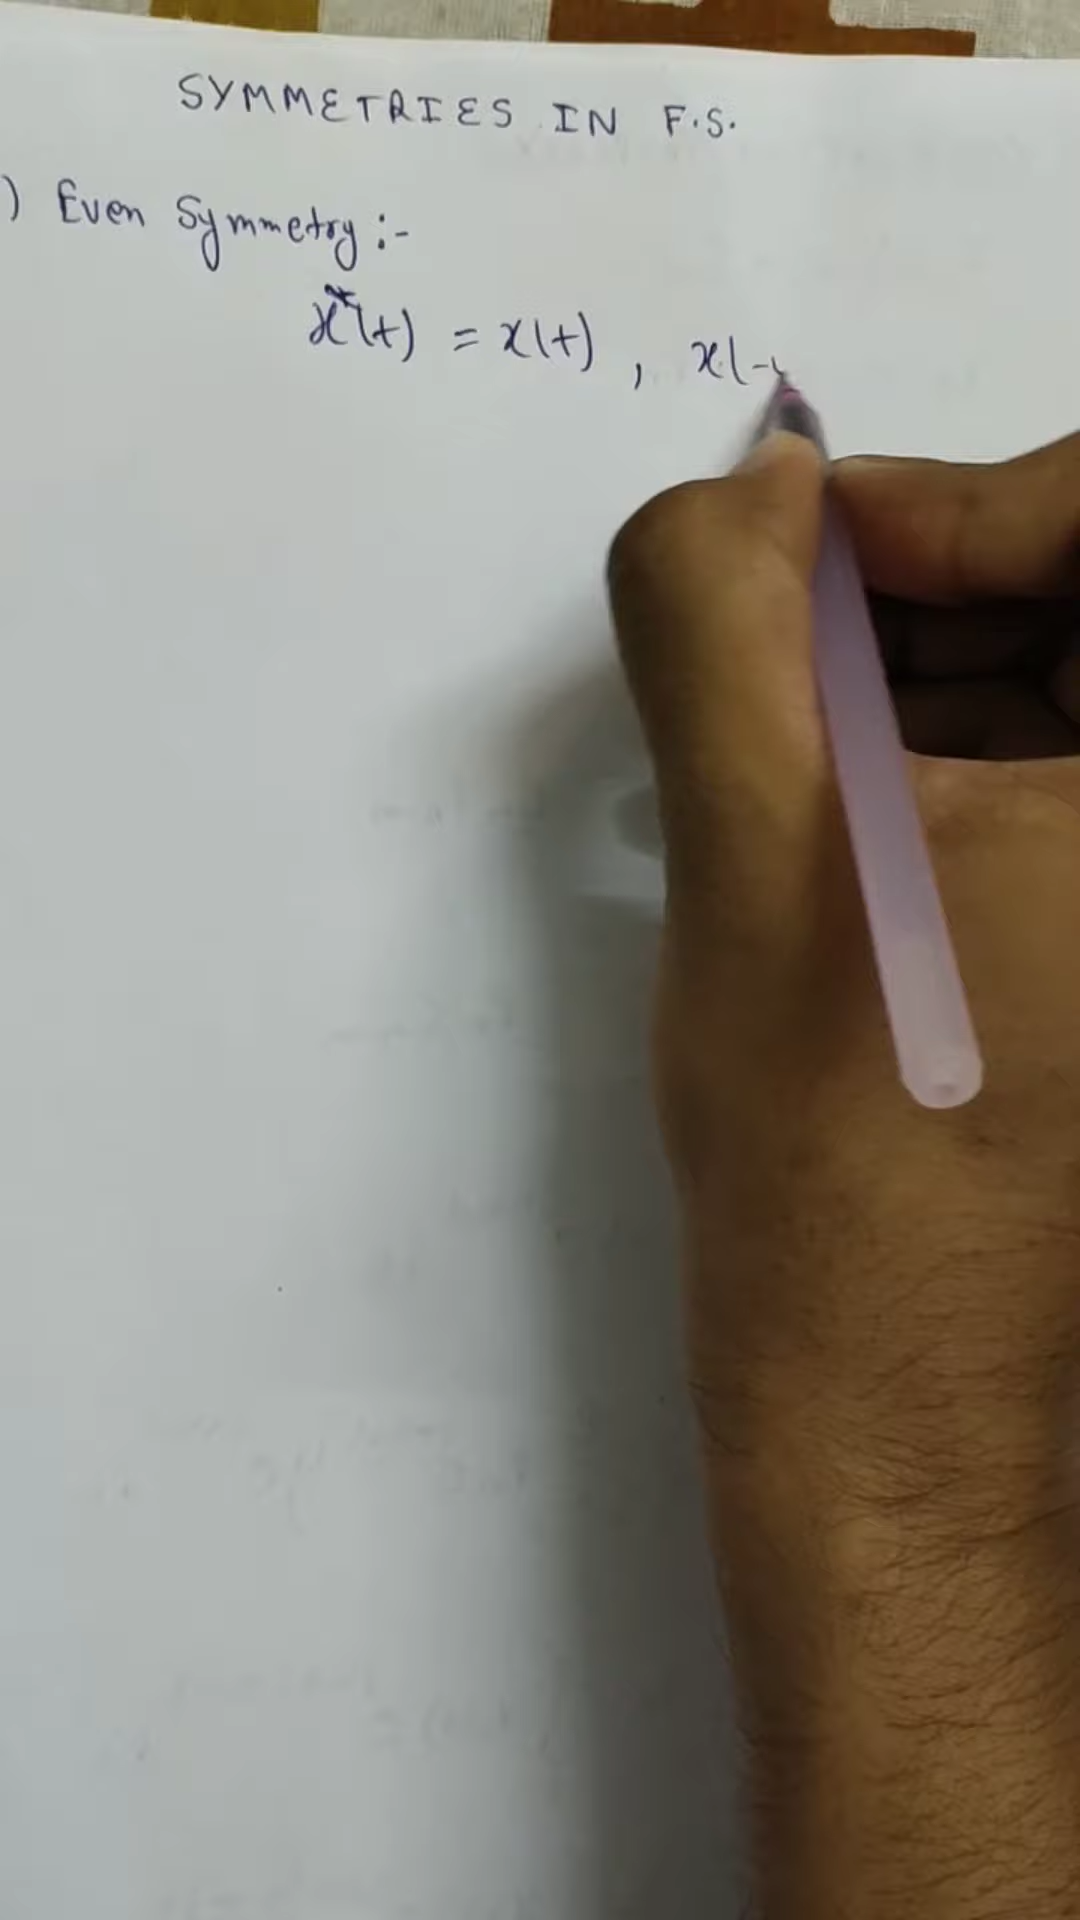 SYMMETRIES IN F.S.
) Even Symmetry :-
x*(t) = x(t) , x(-